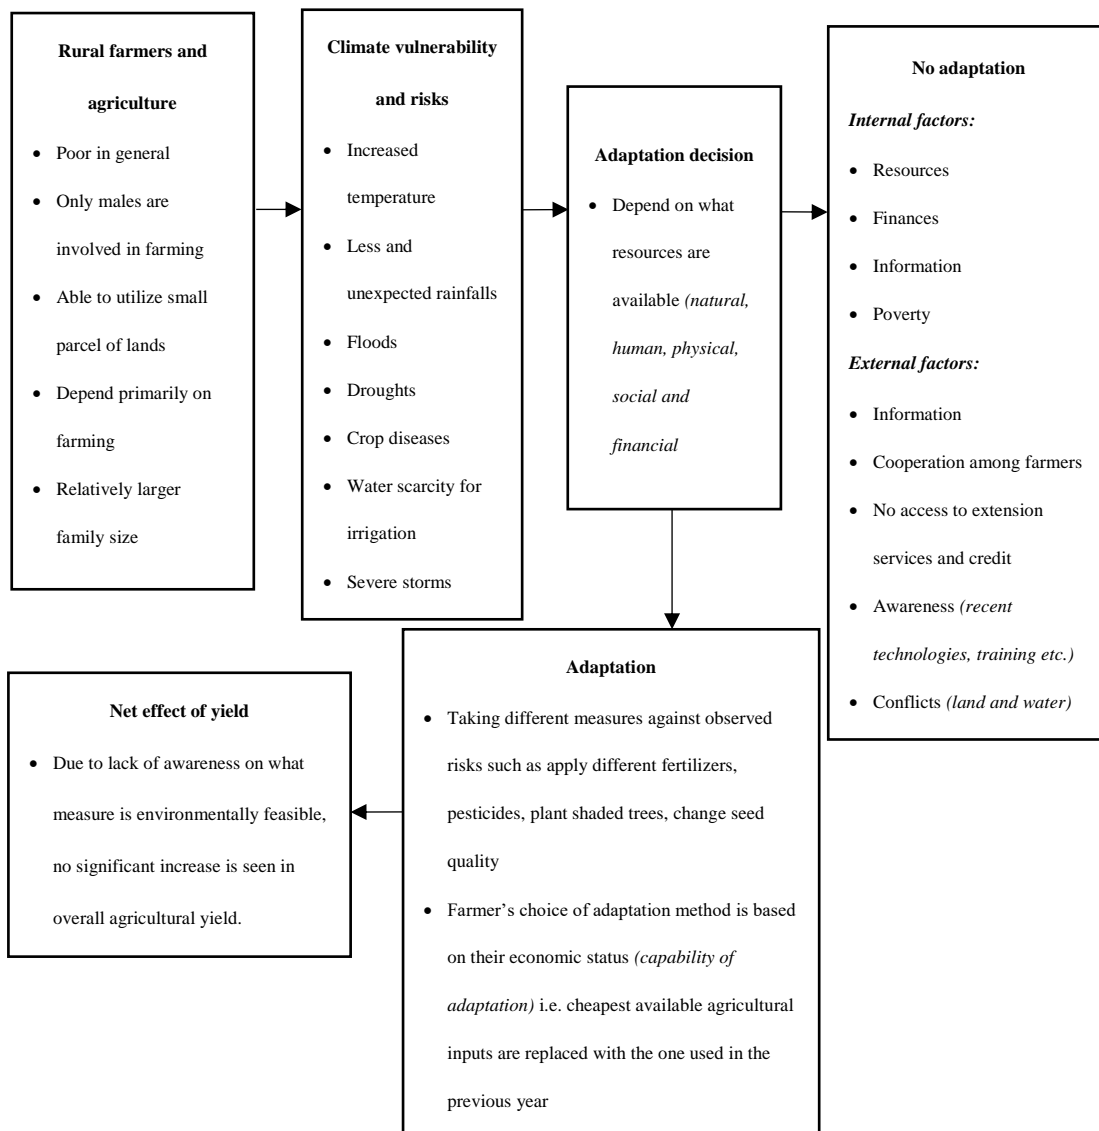 Rural farmers and
agriculture
• Poor in general
• Only males are
involved in farming
• Able to utilize small
parcel of lands
• Depend primarily on
farming
• Relatively larger
family size
Climate vulnerability
and risks
• Increased
temperature
• Less and
unexpected rainfalls
• Floods
• Droughts
• Crop diseases
• Water scarcity for
irrigation
• Severe storms
Adaptation decision
• Depend on what
resources are
available (natural,
human, physical,
social and
financial
No adaptation
Internal factors:
• Resources
• Finances
• Information
• Poverty
External factors:
• Information
• Cooperation among farmers
• No access to extension
services and credit
• Awareness (recent
technologies, training etc.)
• Conflicts (land and water)
Adaptation
• Taking different measures against observed
risks such as apply different fertilizers,
pesticides, plant shaded trees, change seed
quality
• Farmer’s choice of adaptation method is based
on their economic status (capability of
adaptation) i.e. cheapest available agricultural
inputs are replaced with the one used in the
previous year
Net effect of yield
• Due to lack of awareness on what
measure is environmentally feasible,
no significant increase is seen in
overall agricultural yield.